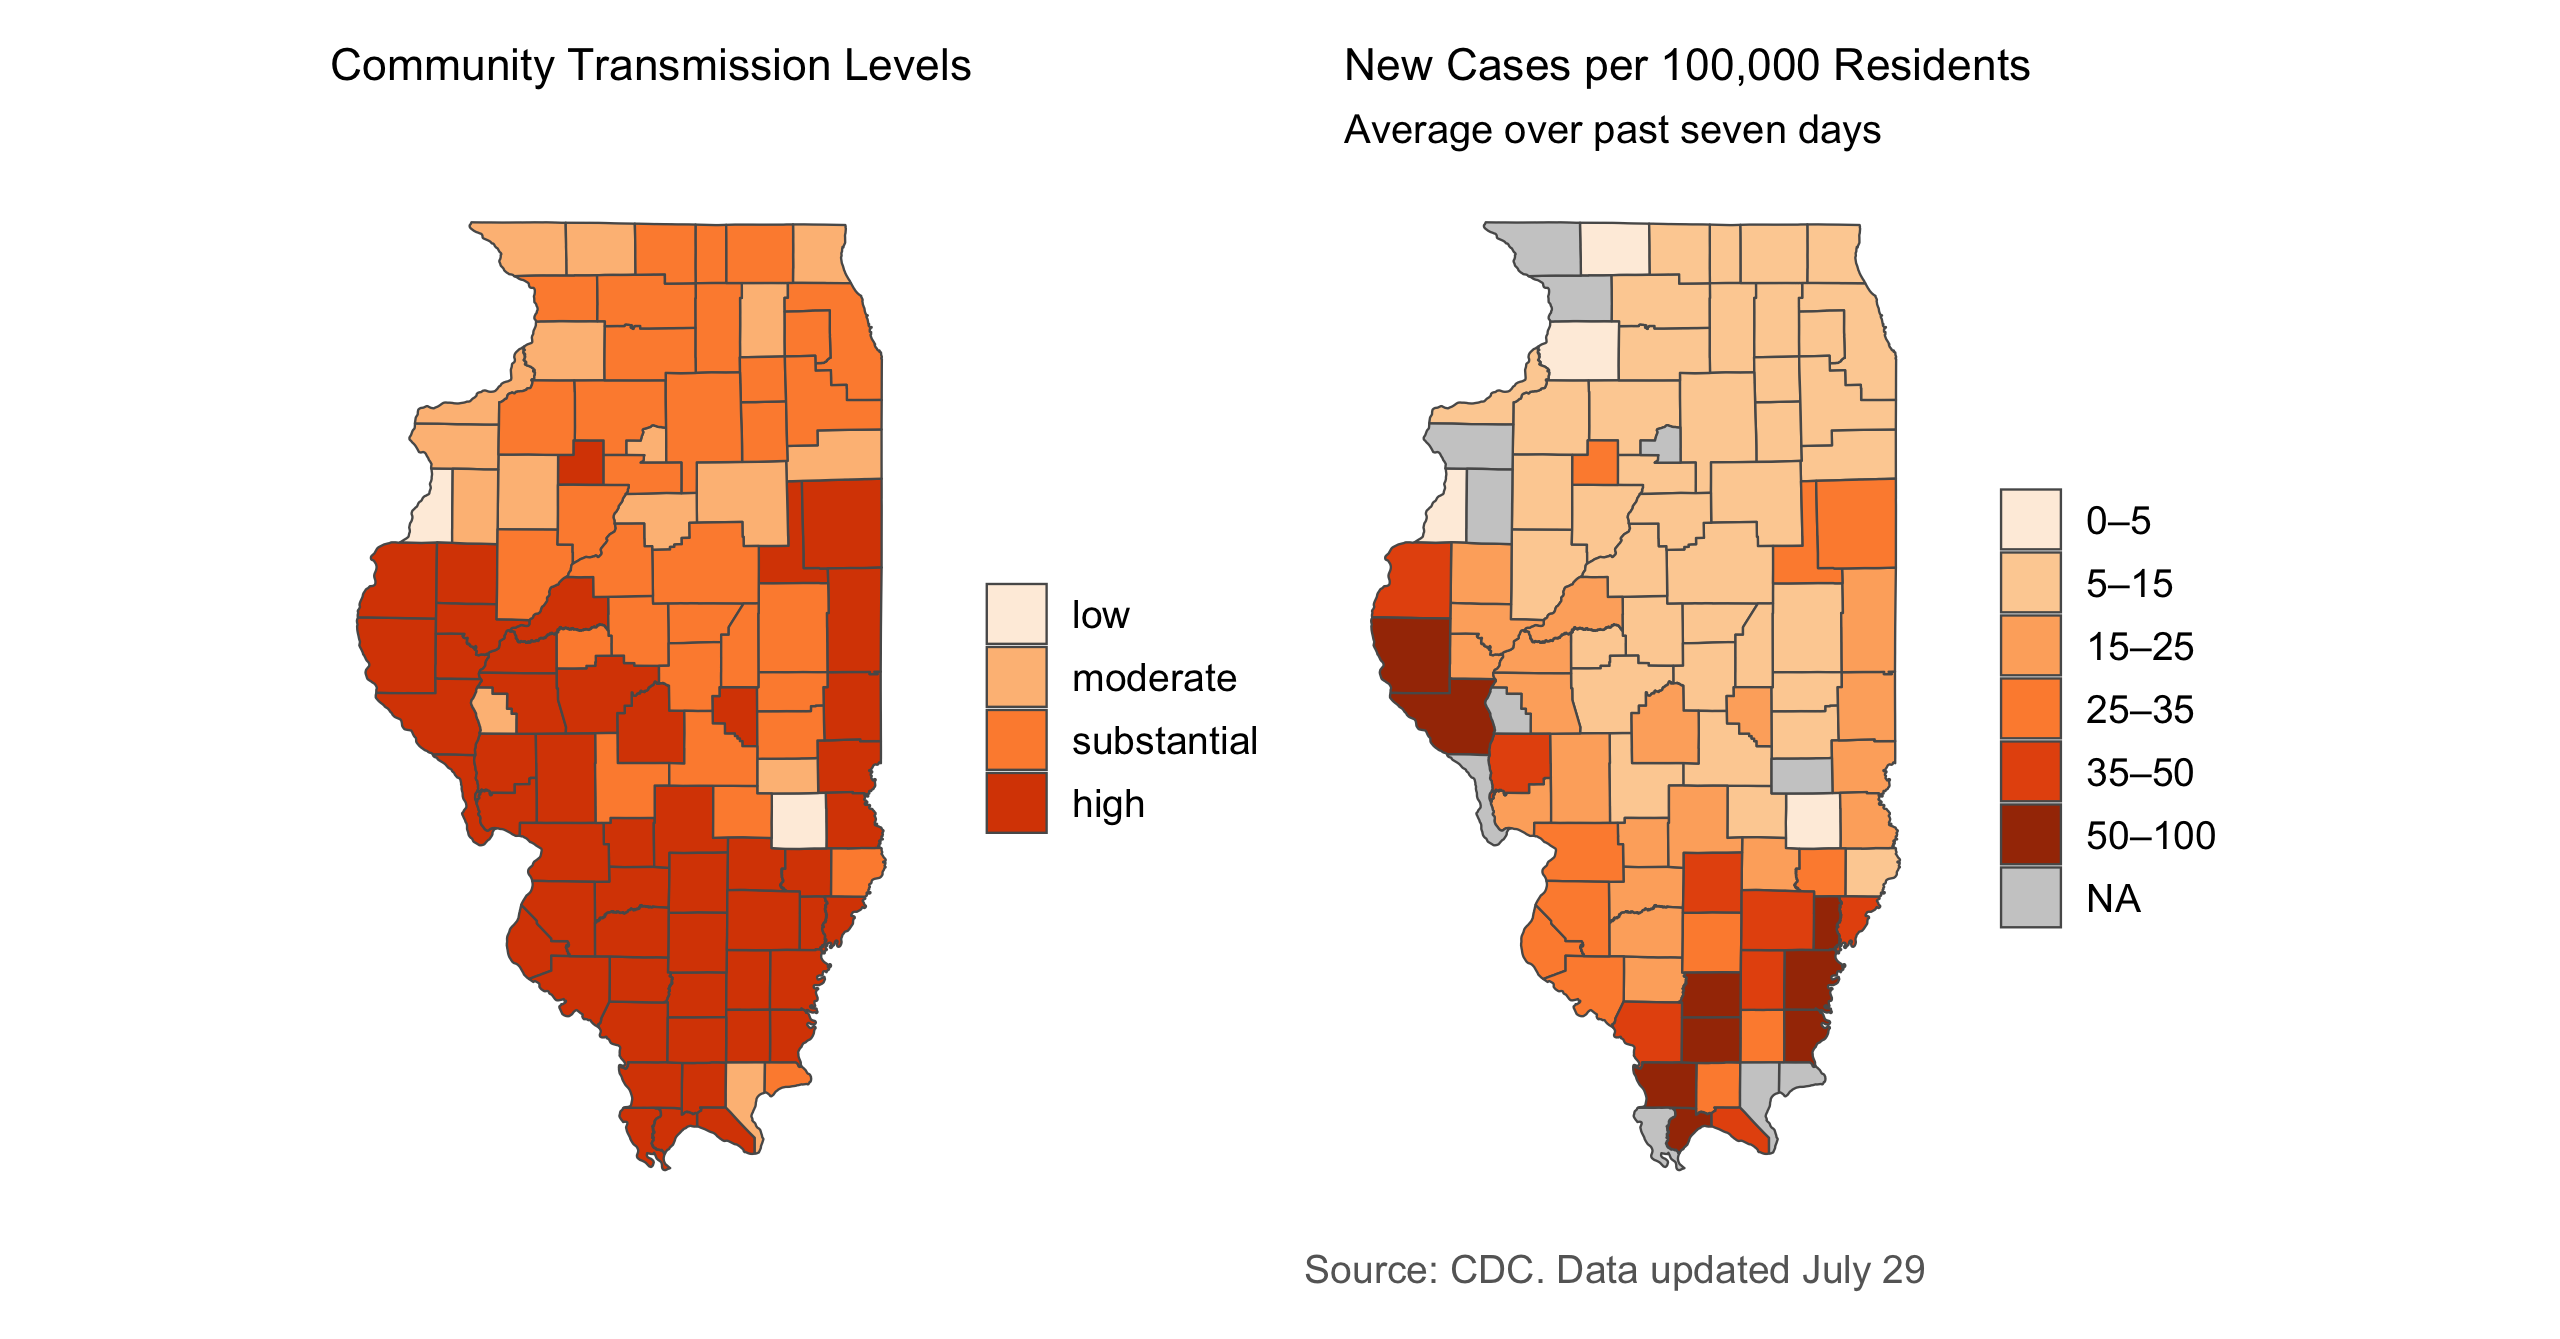 Community Transmission Levels
low
moderate
substantial
high
New Cases per 100,000 Residents
Average over past seven days
0–5
5–15
15–25
25–35
35–50
50–100
NA
Source: CDC. Data updated July 29